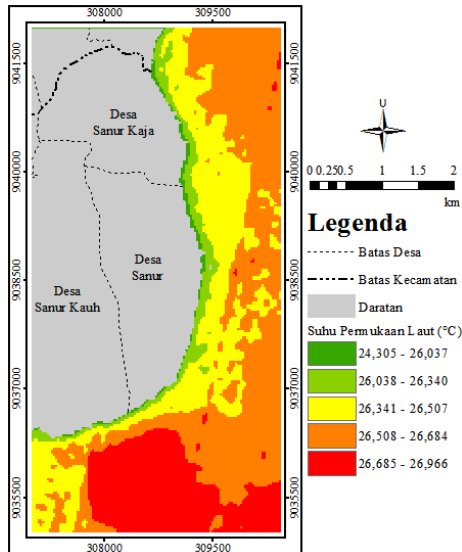 308000 309500
9041500
9040000
9038500
9037000
9035500
Desa
Sanur Kaja
Desa
Sanur
Desa
Sanur Kauh
308000 309500
9041500
9040000
9038500
9037000
9035500
U
0 0.250.5 1 1.5 2
km
Legenda
Batas Desa
Batas Kecamatan
Daratan
Suhu Permukaan Laut (°C)
24,305 - 26,037
26,038 - 26,340
26,341 - 26,507
26,508 - 26,684
26,685 - 26,966